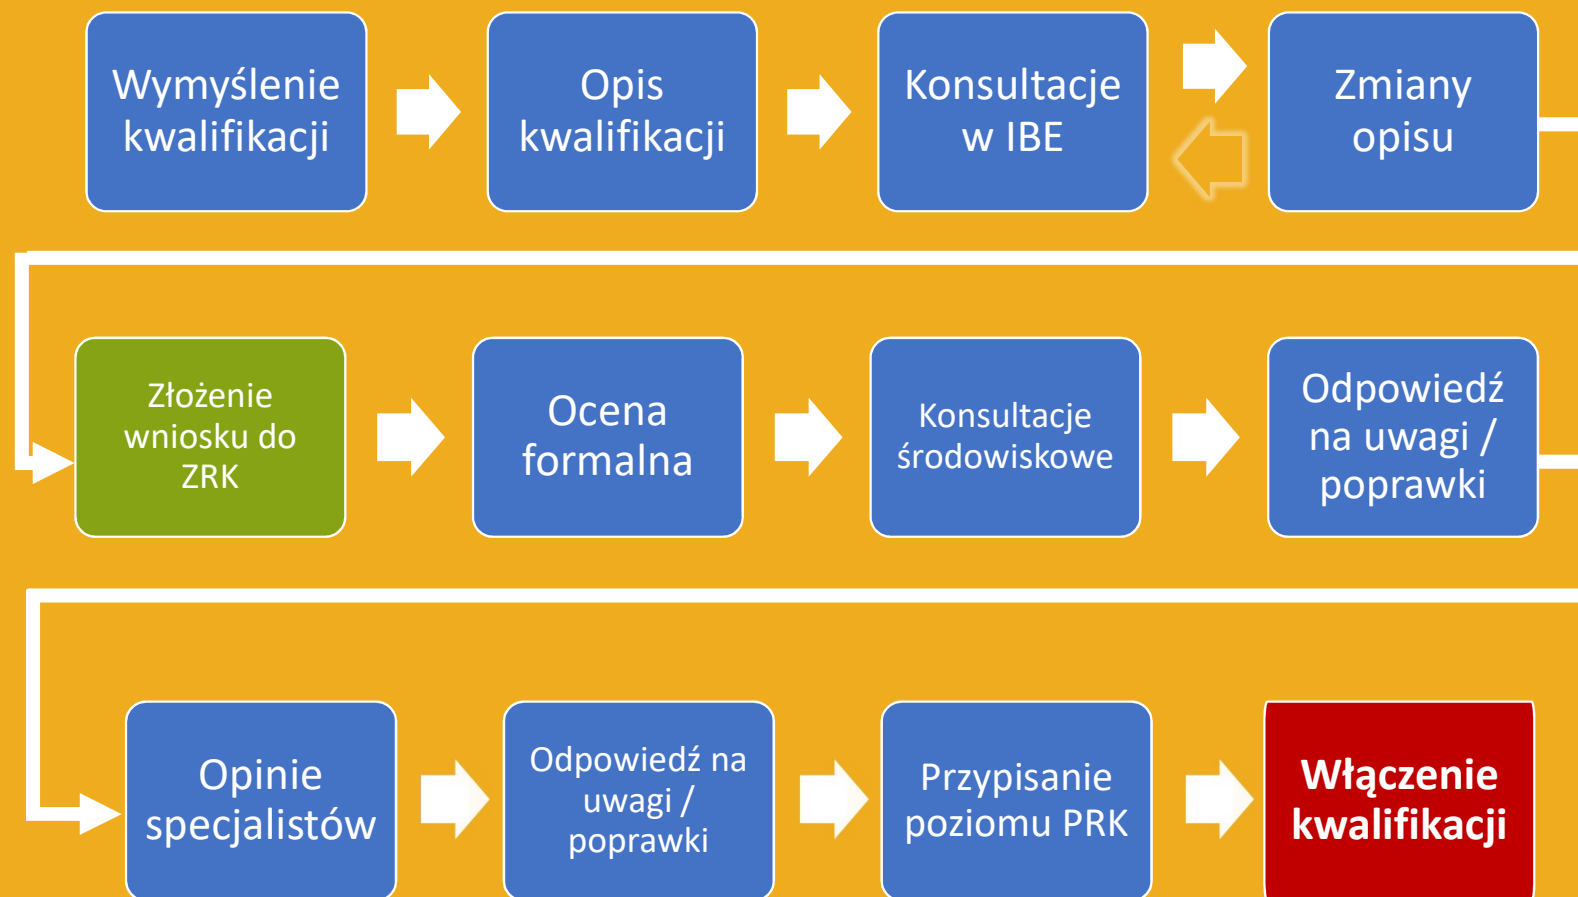 Wymyślenie
kwalifikacji
Opis
kwalifikacji
Konsultacje
w IBE
Zmiany
opisu
Złożenie
wniosku do
ZRK
Ocena
formalna
Konsultacje
środowiskowe
Odpowiedź
na uwagi /
poprawki
Opinie
specjalistów
Odpowiedź na
uwagi /
poprawki
Przypisanie
poziomu PRK
Włączenie
kwalifikacji